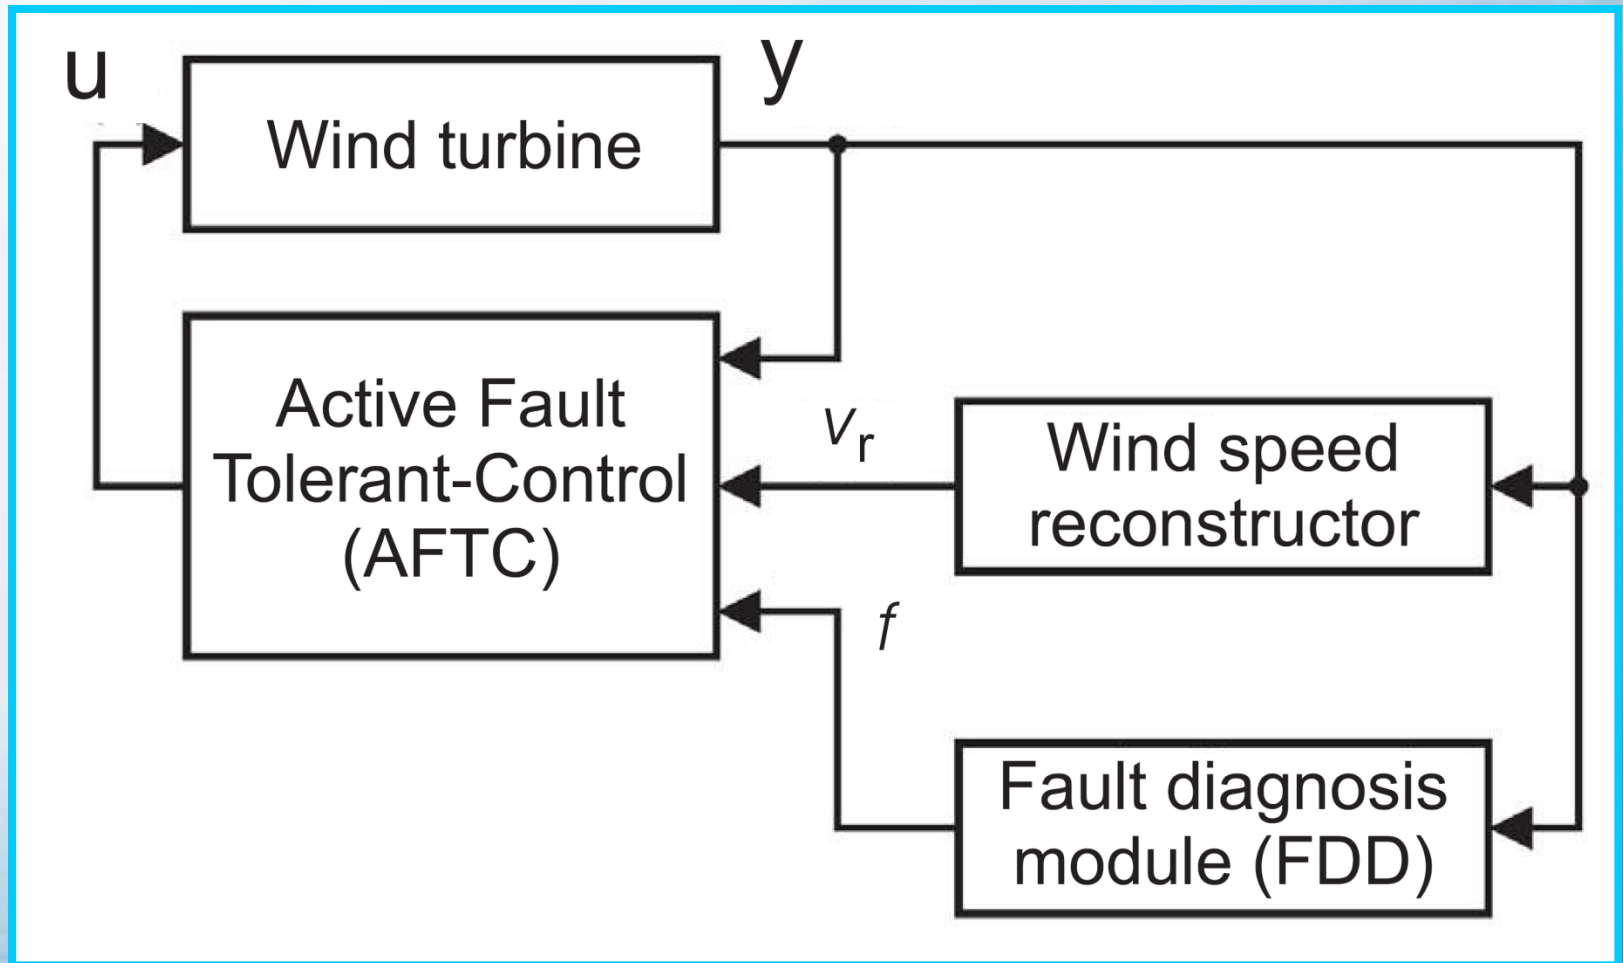 u
y
Wind turbine
Active Fault
Tolerant-Control
(AFTC)
Vr
Wind speed
reconstructor
f
Fault diagnosis
module (FDD)